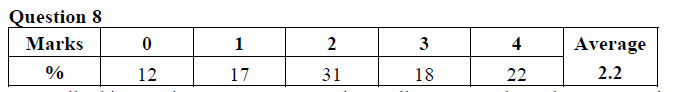 Question 8
Marks 0 1 2 3 4 Average
% 12 17 31 18 22 2.2